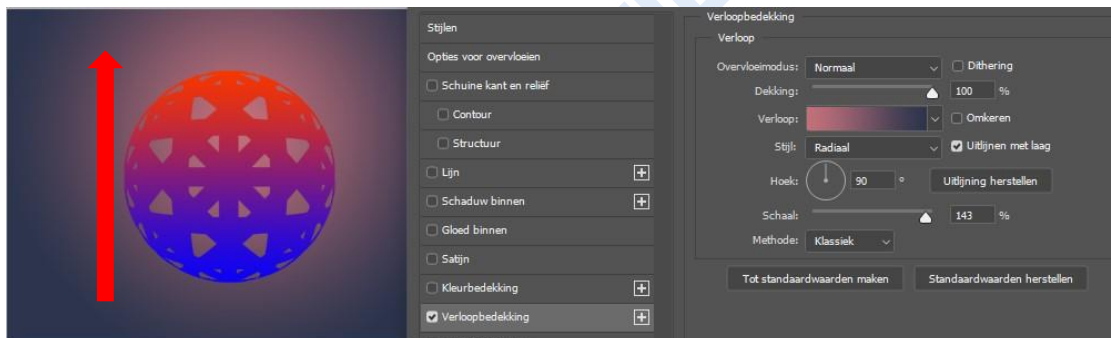 Stijlen
Opties voor overvloeien
Schuine kant en reliëf
Contour
Structuur
Lijn
Schaduw binnen
Gloed binnen
Satijn
Kleurbedekking
Verloopbedekking
Verloopbedekking
Verloop
Overvloeimodus: Normaal Dithering
Dekking: 100 %
Verloop: Omkeren
Stijl: Radiaal Uitlijnen met laag
Hoek: 90 ° Uitlijning herstellen
Schaal: 143 %
Methode: Klassiek
Tot standaardwaarden maken Standaardwaarden herstellen